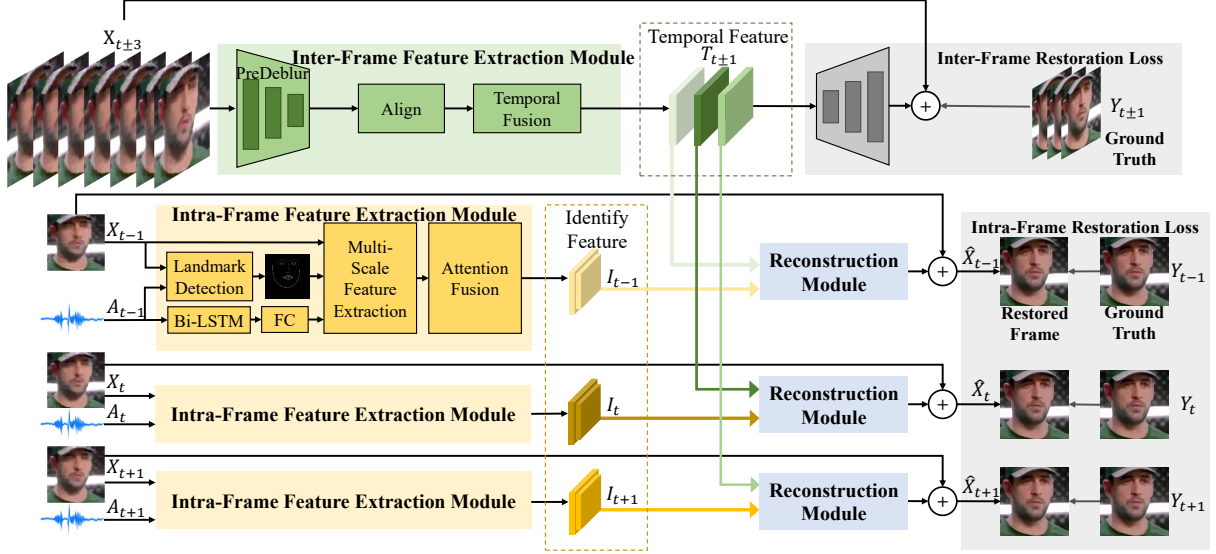 X_{t±3}
Inter-Frame Feature Extraction Module
PreDeblur
Align
Temporal
Fusion
Temporal Feature
T_{t±1}
Inter-Frame Restoration Loss
Y_{t±1}
Ground
Truth
Intra-Frame Feature Extraction Module
X_{t−1}
A_{t−1}
Landmark
Detection
Bi-LSTM
FC
Multi-
Scale
Feature
Extraction
Attention
Fusion
Identify
Feature
I_{t−1}
Reconstruction
Module
Intra-Frame Restoration Loss
X̂_{t−1}
Y_{t−1}
Restored
Frame
Ground
Truth
X_t
A_t
Intra-Frame Feature Extraction Module
I_t
Reconstruction
Module
X̂_t
Y_t
X_{t+1}
A_{t+1}
Intra-Frame Feature Extraction Module
I_{t+1}
Reconstruction
Module
X̂_{t+1}
Y_{t+1}